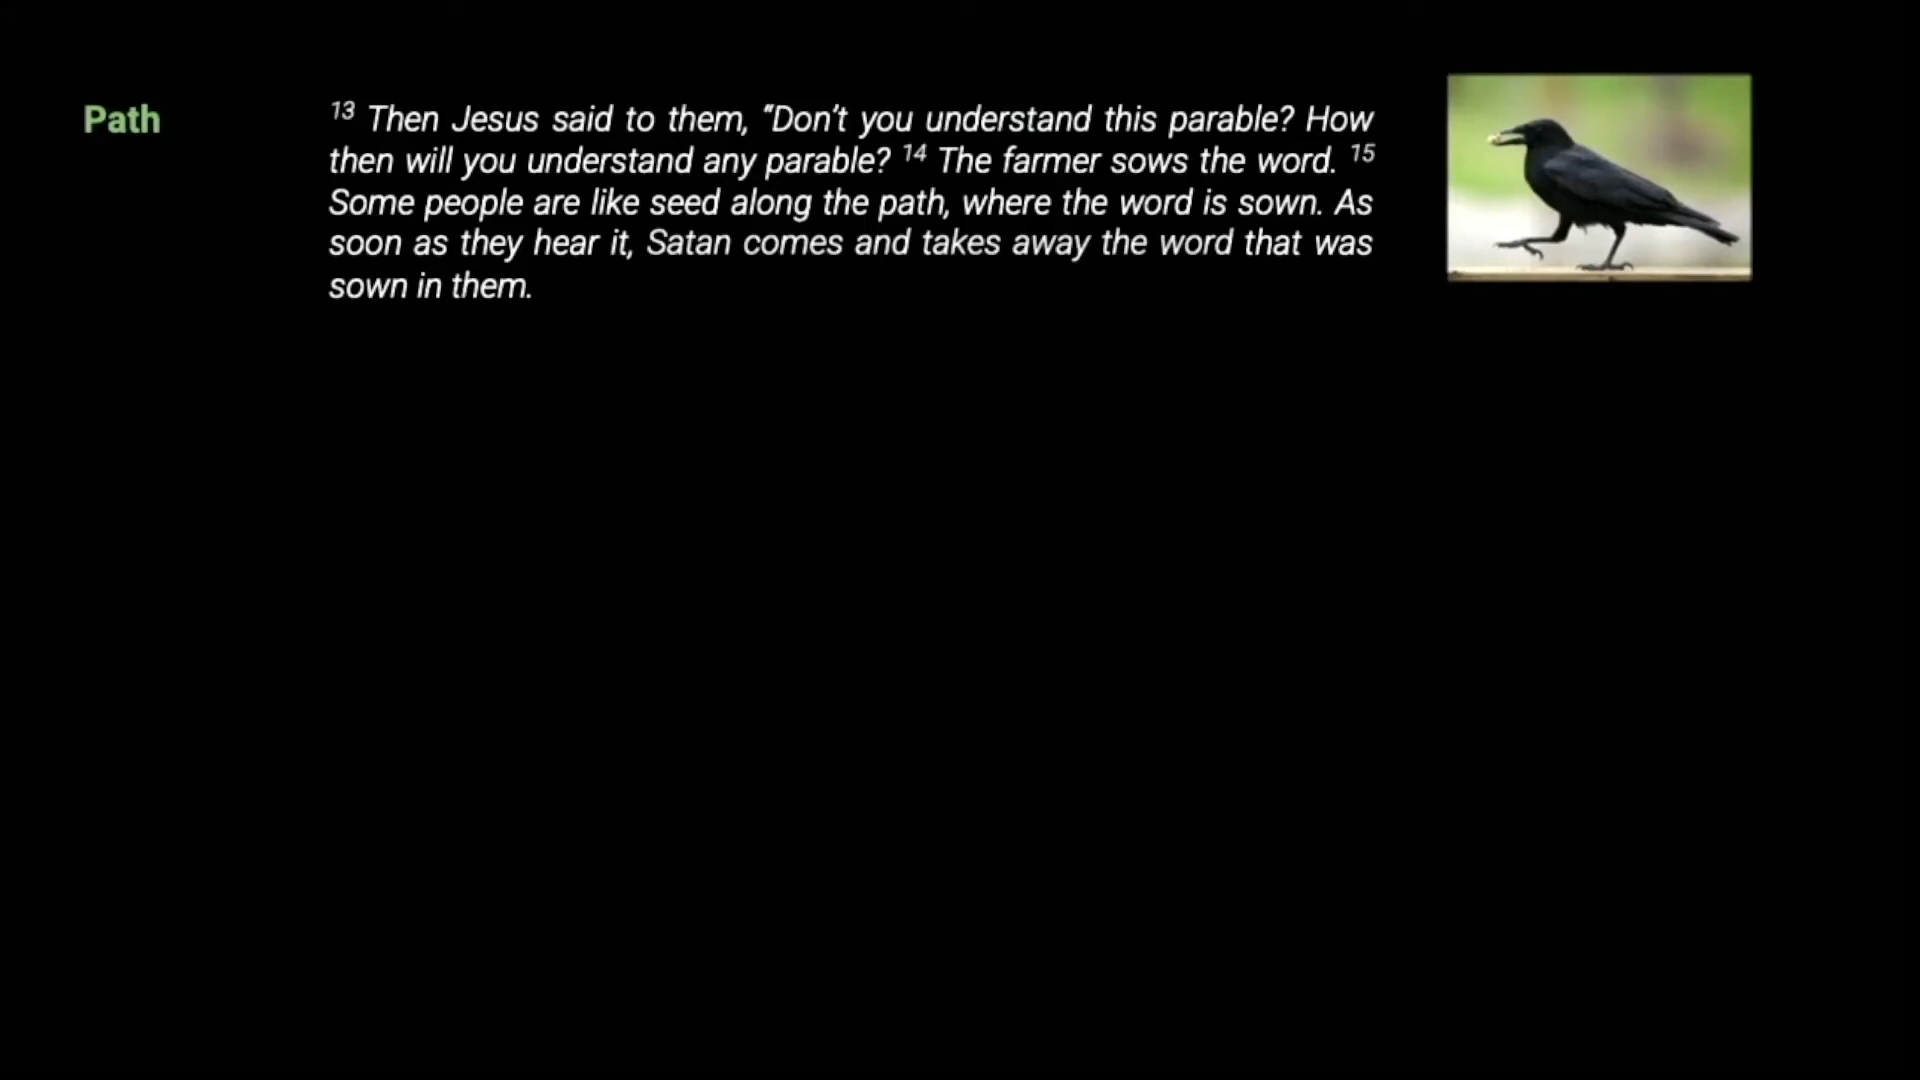 Path
13 Then Jesus said to them, “Don’t you understand this parable? How
then will you understand any parable? 14 The farmer sows the word. 15
Some people are like seed along the path, where the word is sown. As
soon as they hear it, Satan comes and takes away the word that was
sown in them.